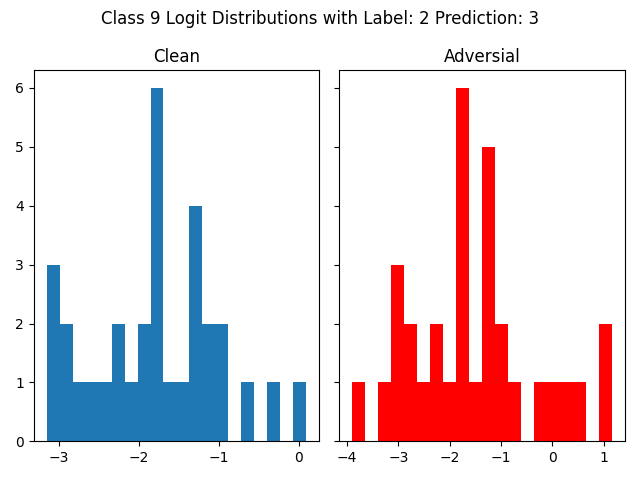 Class 9 Logit Distributions with Label: 2 Prediction: 3
Clean
Adversial
6
5
4
3
2
1
0
−3 −2 −1 0
−4 −3 −2 −1 0 1